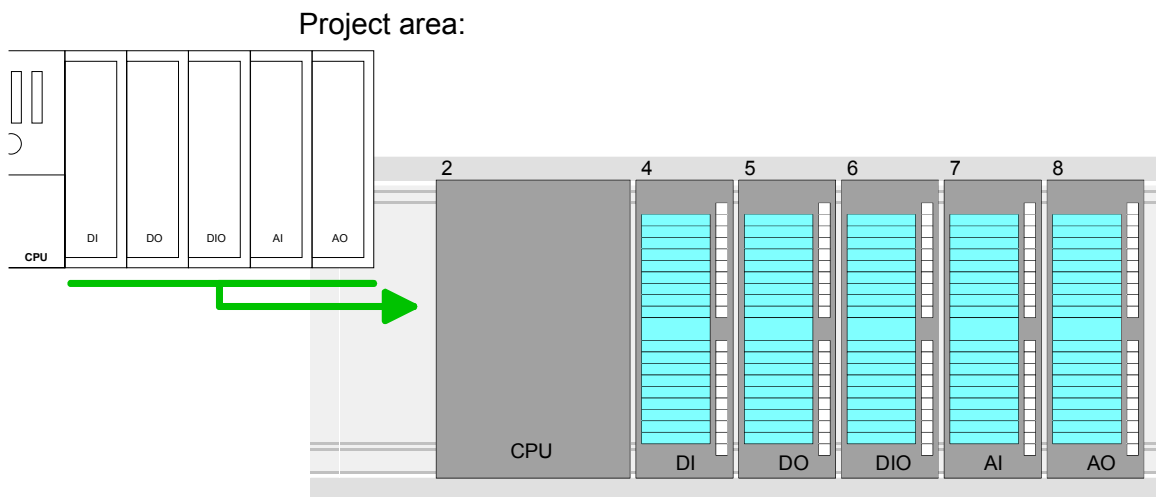 Project area:
DI DO DIO AI AO
CPU
2 4 5 6 7 8
CPU DI DO DIO AI AO